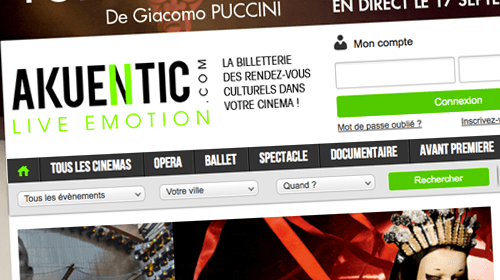 De Giacomo PUCCINI
EN DIRECT LE 17 SEPT
AKUENTIC
.COM
LIVE EMOTION
LA BILLETTERIE
DES RENDEZ-VOUS
CULTURELS DANS
VOTRE CINEMA !
Mon compte
Connexion
Mot de passe oublié ?
Inscrivez-v
TOUS LES CINEMAS
OPERA
BALLET
SPECTACLE
DOCUMENTAIRE
AVANT PREMIERE
Tous les évènements
Votre ville
Quand ?
Rechercher